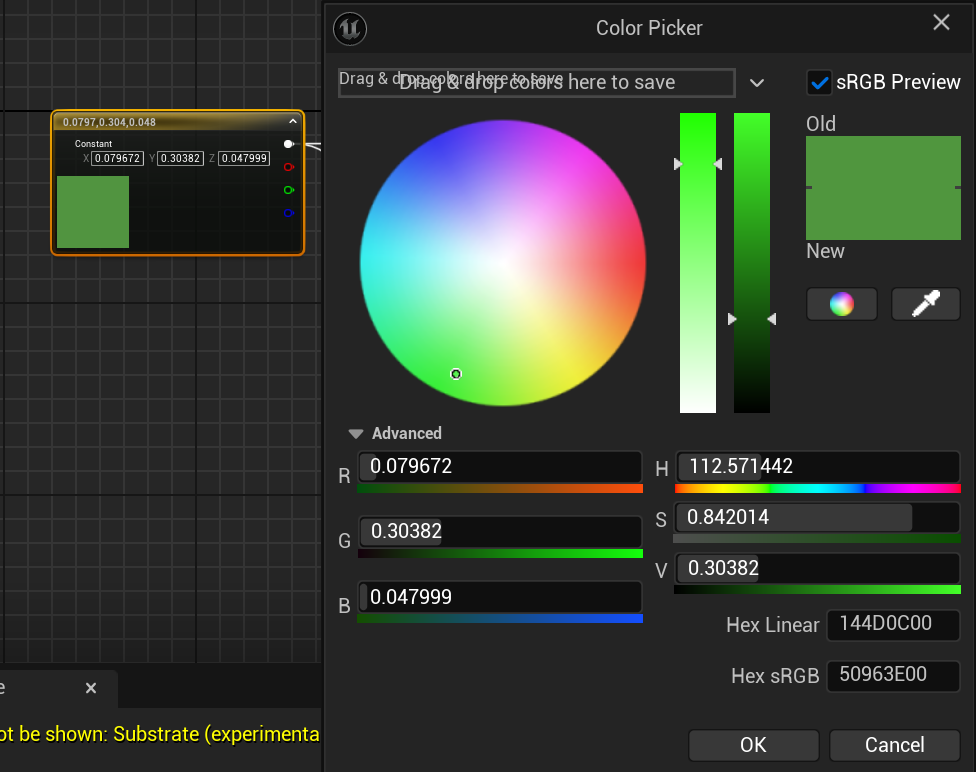 Color Picker
Drag & drop colors here to save
Drag & drop colors here to save
sRGB Preview
Old
New
0.0797,0.304,0.048
Constant
X 0.079672 Y 0.30382 Z 0.047999
Advanced
R 0.079672
G 0.30382
B 0.047999
H 112.571442
S 0.842014
V 0.30382
Hex Linear 144D0C00
Hex sRGB 50963E00
OK Cancel
e
ot be shown: Substrate (experimenta